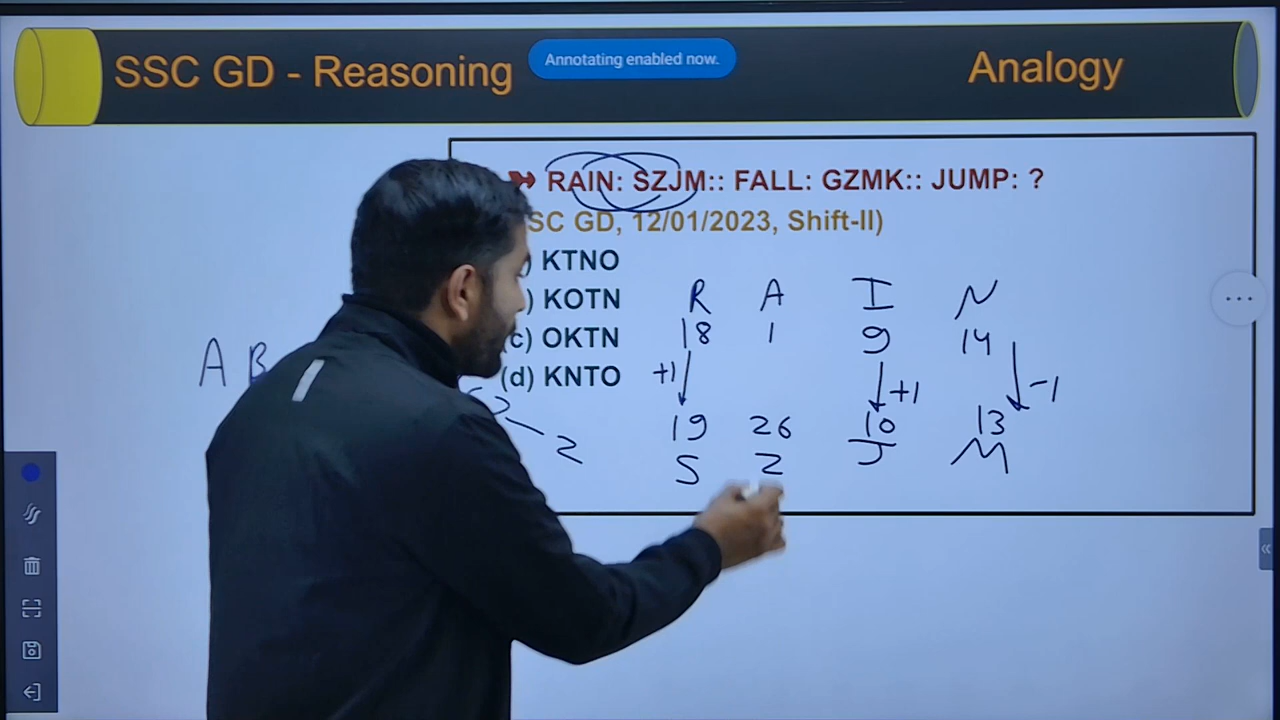 SSC GD - Reasoning
Annotating enabled now.
Analogy
RAIN: SZJM:: FALL: GZMK:: JUMP: ?
SC GD, 12/01/2023, Shift-II)
) KTNO
) KOTN
c) OKTN
(d) KNTO
R A I N
18 1 9 14
+1 +1 -1
19 26 10 13
S Z J M
A B
Z